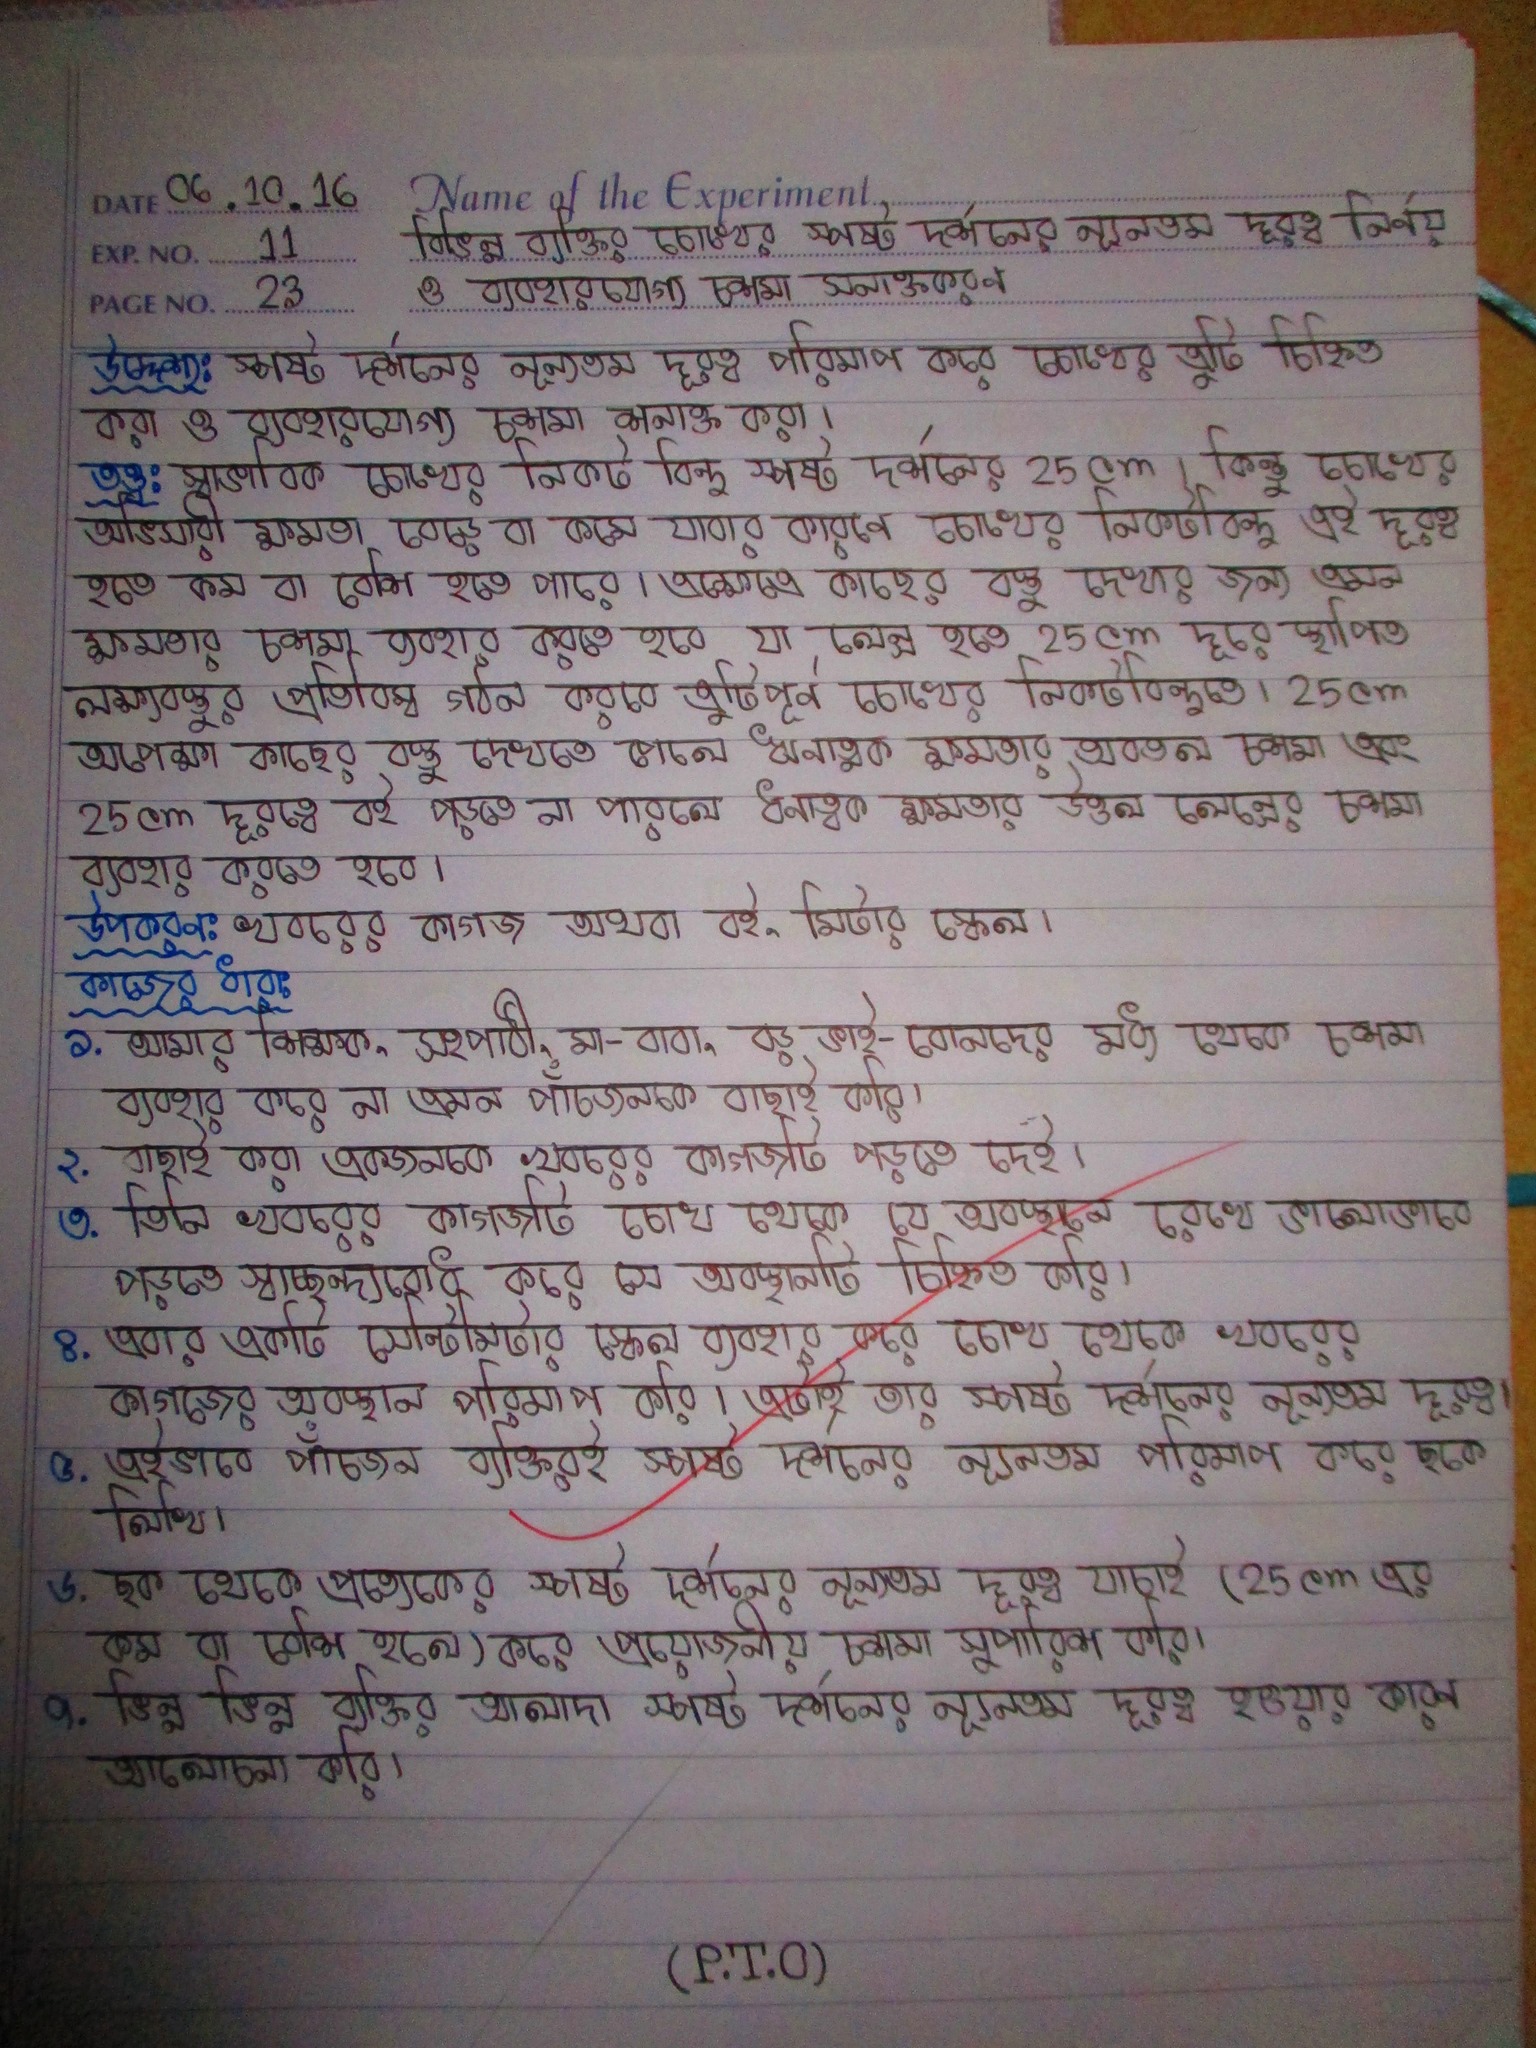 DATE 06.10.16 Name of the Experiment
EXP. NO. 11 বিভিন্ন ব্যক্তির চোখের স্পষ্ট দর্শনের ন্যূনতম দূরত্ব নির্ণয়
PAGE NO. 23 ও ব্যবহারযোগ্য চশমা সনাক্তকরণ
উদ্দেশ্য: স্পষ্ট দর্শনের নূন্যতম দূরত্ব পরিমাপ করে চোখের ত্রুটি চিহ্নিত
করা ও ব্যবহারযোগ্য চশমা শনাক্ত করা।
তত্ত্ব: স্বাভাবিক চোখের নিকট বিন্দু স্পষ্ট দর্শনের 25 cm। কিন্তু চোখের
অভিসারী ক্ষমতা বেড়ে বা কমে যাবার কারণে চোখের নিকটবিন্দু এই দূরত্ব
হতে কম বা বেশি হতে পারে। এক্ষেত্রে কাছের বস্তু দেখার জন্য এমন
ক্ষমতার চশমা ব্যবহার করতে হবে যা লেন্স হতে 25 cm দূরে স্থাপিত
লক্ষ্যবস্তুর প্রতিবিম্ব গঠন করবে ত্রুটিপূর্ণ চোখের নিকটবিন্দুতে। 25 cm
অপেক্ষা কাছের বস্তু দেখতে পেলে ঋনাত্মক ক্ষমতার অবতল চশমা এবং
25 cm দূরত্বে বই পড়তে না পারলে ধনাত্বক ক্ষমতার উত্তল লেন্সের চশমা
ব্যবহার করতে হবে।
উপকরণ: খবরের কাগজ অথবা বই, মিটার স্কেল।
কাজের ধারা:
১. আমার শিক্ষক, সহপাঠী, মা-বাবা, বড় ভাই-বোনদের মধ্য থেকে চশমা
ব্যবহার করে না এমন পাঁচজনকে বাছাই করি।
২. বাছাই করা একজনকে খবরের কাগজটি পড়তে দেই।
৩. তিনি খবরের কাগজটি চোখ থেকে যে অবস্থানে রেখে ভালোভাবে
পড়তে স্বাচ্ছন্দ্যবোধ করে সে অবস্থানটি চিহ্নিত করি।
৪. এবার একটি সেন্টিমিটার স্কেল ব্যবহার করে চোখ থেকে খবরের
কাগজের অবস্থান পরিমাপ করি। এটাই তার স্পষ্ট দর্শনের নূন্যতম দূরত্ব।
৫. এইভাবে পাঁচজন ব্যক্তিরই স্পষ্ট দর্শনের ন্যূনতম পরিমাপ করে ছকে
লিখি।
৬. ছক থেকে প্রত্যেকের স্পষ্ট দর্শনের নূন্যতম দূরত্ব যাচাই (25 cm এর
কম বা বেশি হলে) করে প্রয়োজনীয় চশমা সুপারিশ করি।
৭. ভিন্ন ভিন্ন ব্যক্তির আলাদা স্পষ্ট দর্শনের ন্যূনতম দূরত্ব হওয়ার কারণ
আলোচনা করি।
(P.T.O)